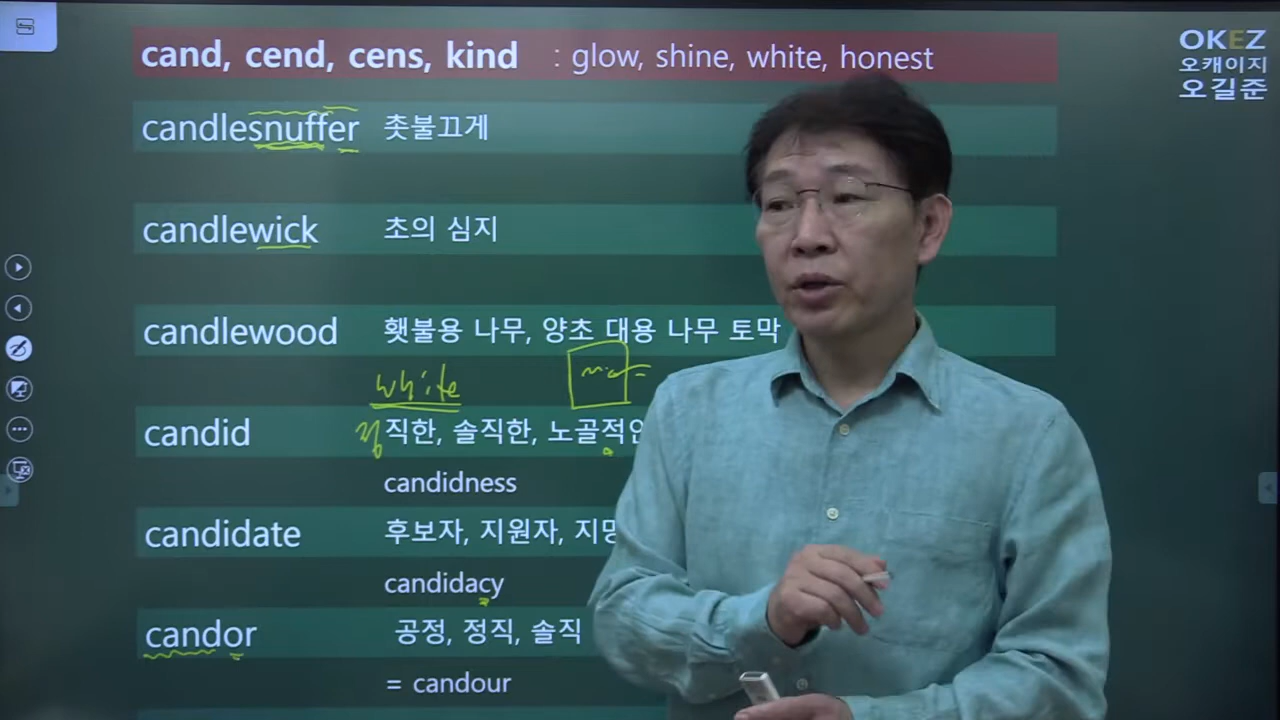 cand, cend, cens, kind : glow, shine, white, honest
OKEZ
오캐이지
오길준
candlesnuffer 촛불끄게
candlewick 초의 심지
candlewood 횃불용 나무, 양초 대용 나무 토막
white
candid 정직한, 솔직한, 노골적인
candidness
candidate 후보자, 지원자, 지망
candidacy
candor 공정, 정직, 솔직
= candour